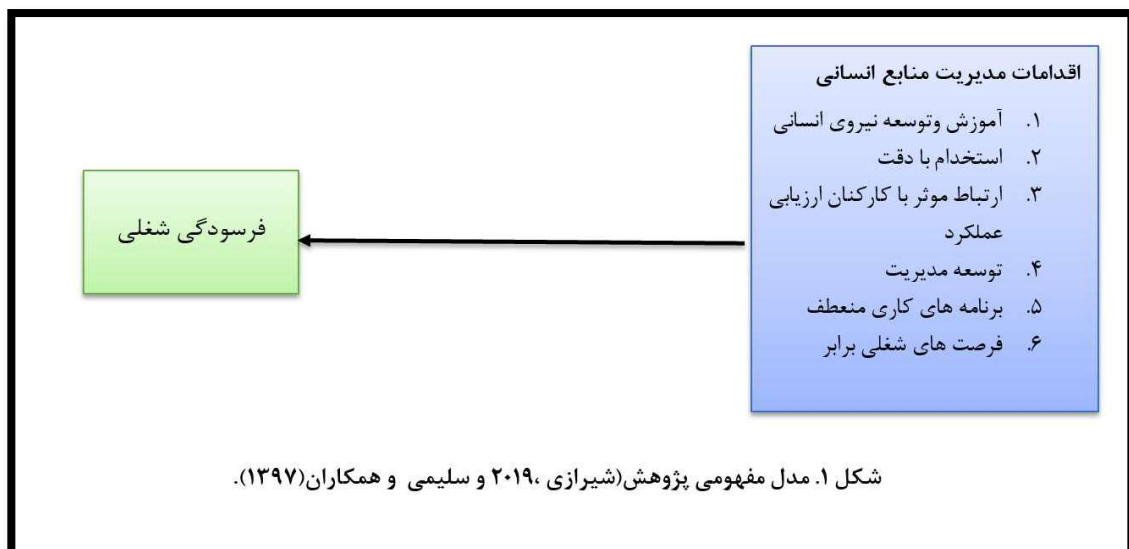 اقدامات مدیریت منابع انسانی
۱. آموزش وتوسعه نیروی انسانی
۲. استخدام با دقت
۳. ارتباط موثر با کارکنان ارزیابی
عملکرد
۴. توسعه مدیریت
۵. برنامه های کاری منعطف
۶. فرصت های شغلی برابر
فرسودگی شغلی
شکل ۱. مدل مفهومی پژوهش(شیرازی ،۲۰۱۹ و سلیمی و همکاران(۱۳۹۷).